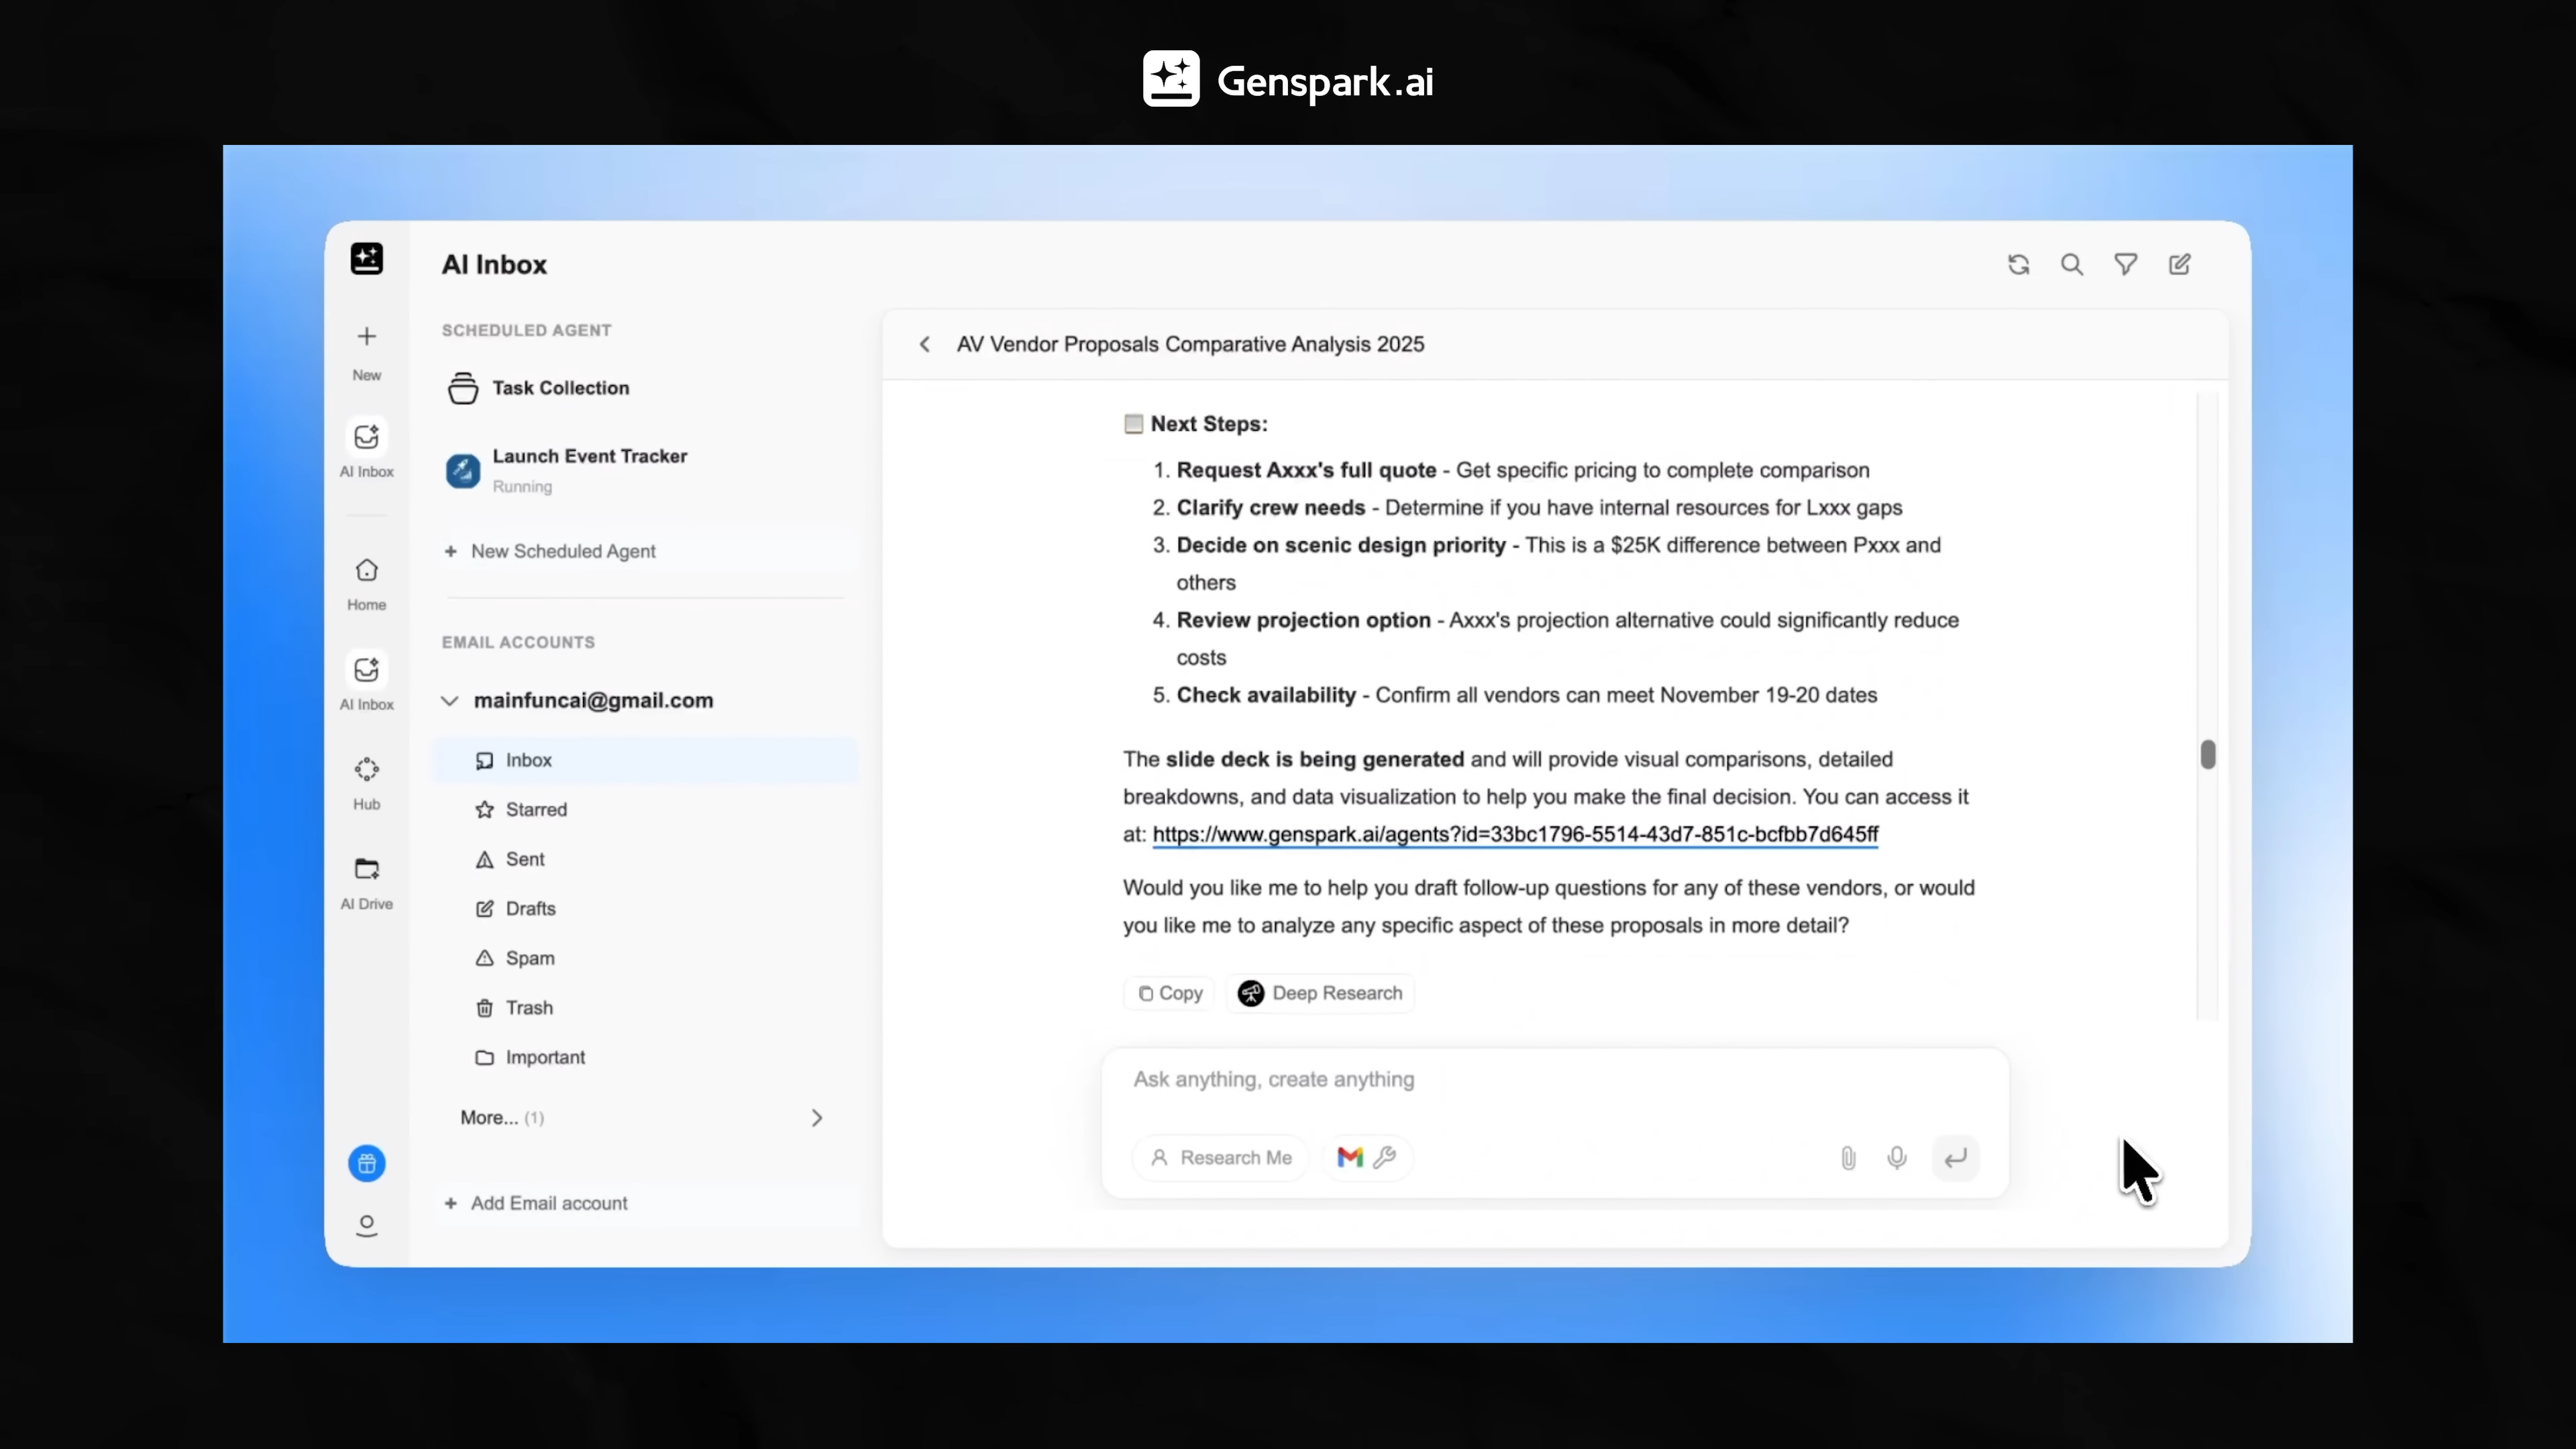 Genspark.ai
AI Inbox
New
AI Inbox
Home
AI Inbox
Hub
AI Drive
SCHEDULED AGENT
Task Collection
Launch Event Tracker
Running
+ New Scheduled Agent
EMAIL ACCOUNTS
mainfuncai@gmail.com
Inbox
Starred
Sent
Drafts
Spam
Trash
Important
More... (1)
+ Add Email account
AV Vendor Proposals Comparative Analysis 2025
Next Steps:
1. Request Axxx's full quote - Get specific pricing to complete comparison
2. Clarify crew needs - Determine if you have internal resources for Lxxx gaps
3. Decide on scenic design priority - This is a $25K difference between Pxxx and
others
4. Review projection option - Axxx's projection alternative could significantly reduce
costs
5. Check availability - Confirm all vendors can meet November 19-20 dates
The slide deck is being generated and will provide visual comparisons, detailed
breakdowns, and data visualization to help you make the final decision. You can access it
at: https://www.genspark.ai/agents?id=33bc1796-5514-43d7-851c-bcfbb7d645ff
Would you like me to help you draft follow-up questions for any of these vendors, or would
you like me to analyze any specific aspect of these proposals in more detail?
Copy
Deep Research
Ask anything, create anything
Research Me